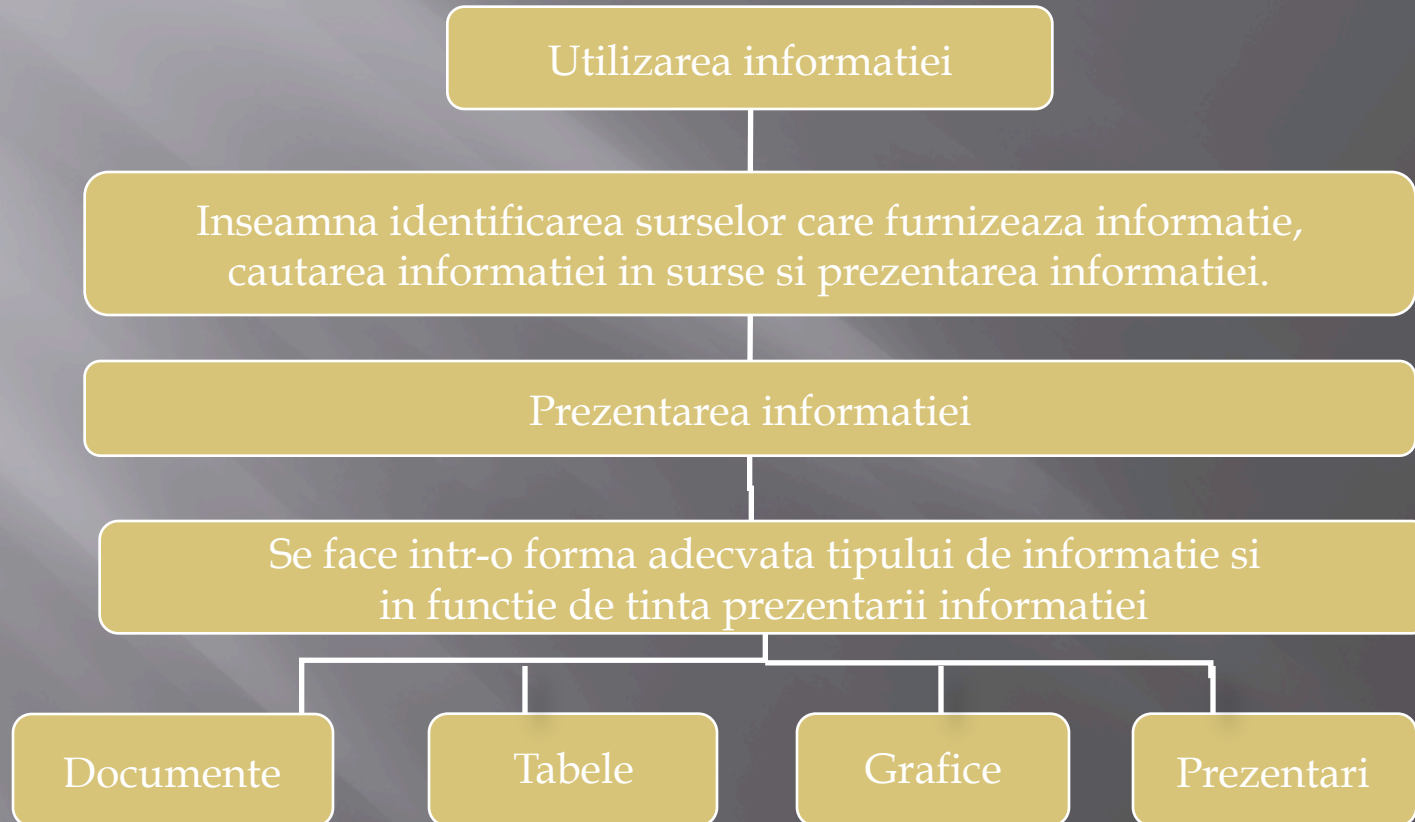 Utilizarea informatiei
Inseamna identificarea surselor care furnizeaza informatie,
cautarea informatiei in surse si prezentarea informatiei.
Prezentarea informatiei
Se face intr-o forma adecvata tipului de informatie si
in functie de tinta prezentarii informatiei
Documente
Tabele
Grafice
Prezentari